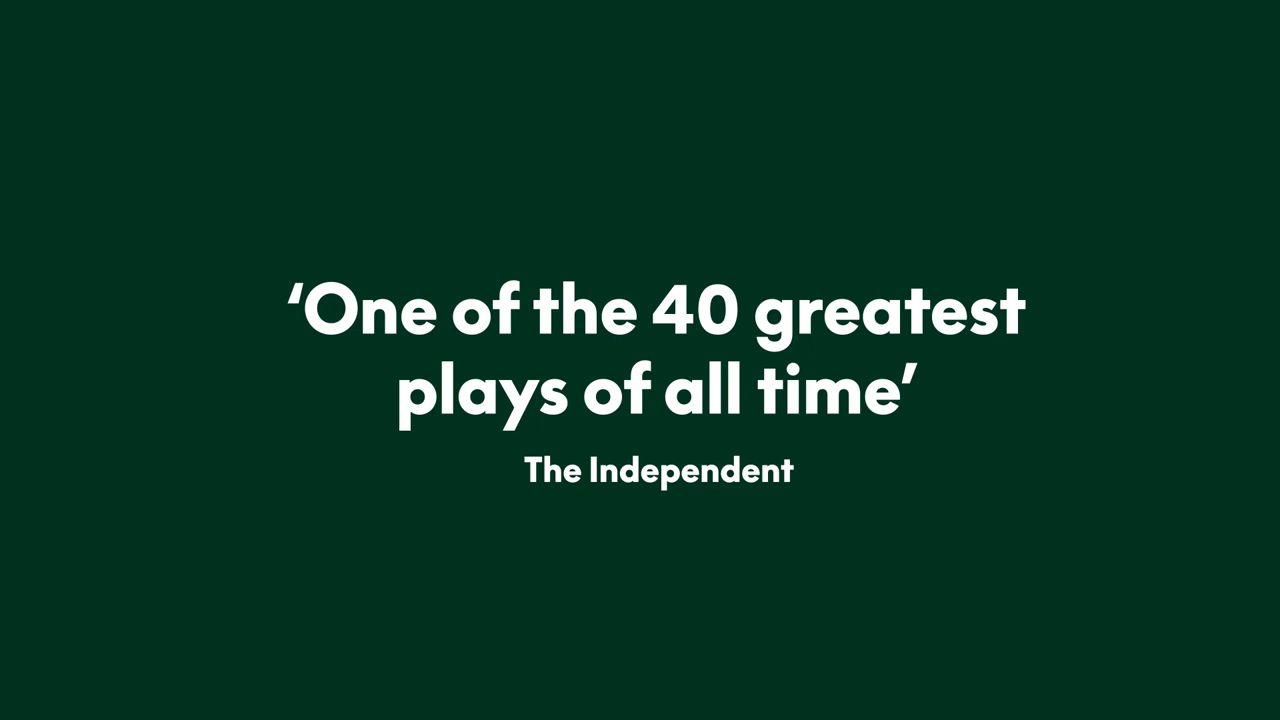 ‘One of the 40 greatest
plays of all time’
The Independent